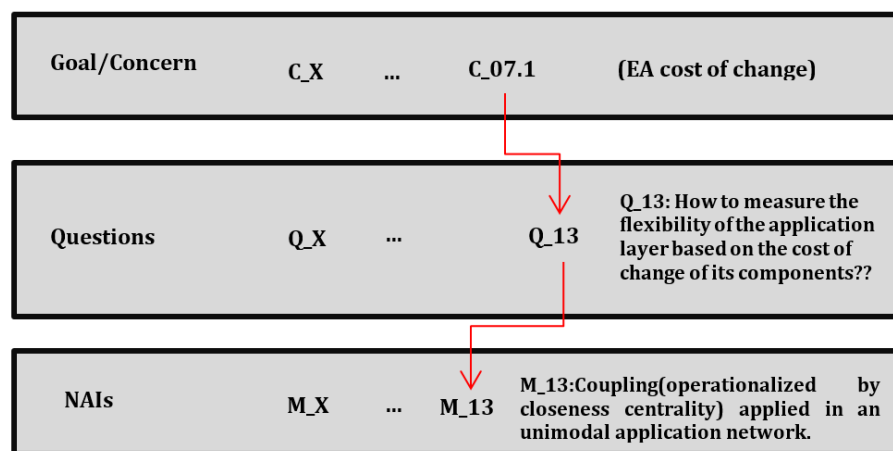 Goal/Concern C_X ... C_07.1 (EA cost of change)
Q_13: How to measure the
flexibility of the application
layer based on the cost of
change of its components??
Questions Q_X ... Q_13
NAIs M_X ... M_13
M_13:Coupling(operationalized by
closeness centrality) applied in an
unimodal application network.